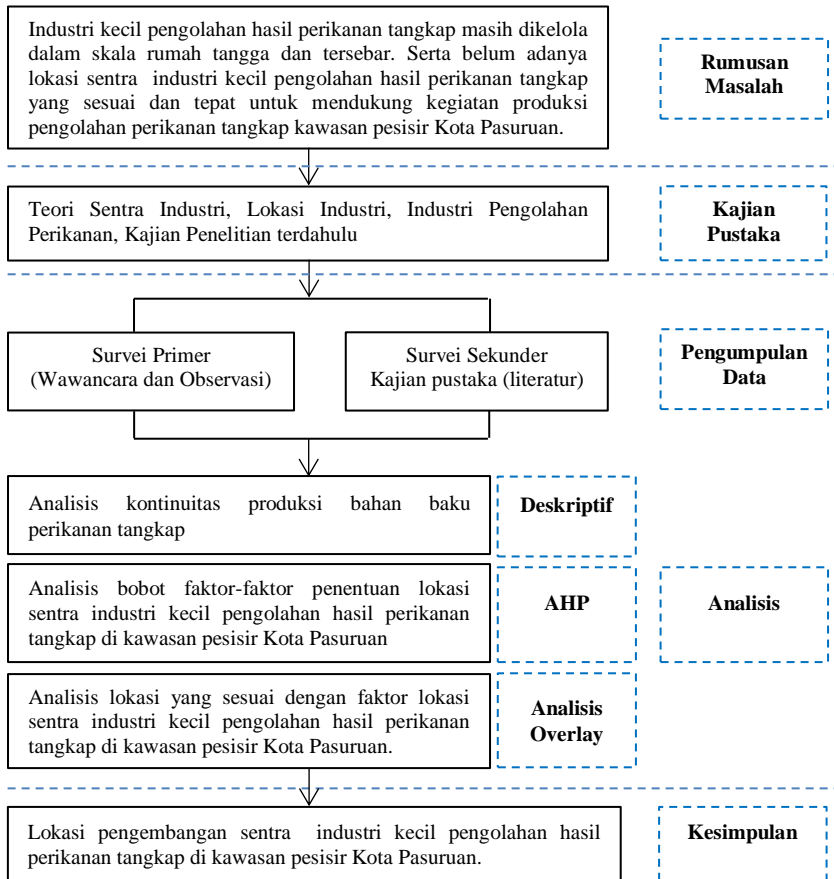 Industri kecil pengolahan hasil perikanan tangkap masih dikelola
dalam skala rumah tangga dan tersebar. Serta belum adanya
lokasi sentra industri kecil pengolahan hasil perikanan tangkap
yang sesuai dan tepat untuk mendukung kegiatan produksi
pengolahan perikanan tangkap kawasan pesisir Kota Pasuruan.
Rumusan
Masalah
Teori Sentra Industri, Lokasi Industri, Industri Pengolahan
Perikanan, Kajian Penelitian terdahulu
Kajian
Pustaka
Survei Primer
(Wawancara dan Observasi)
Survei Sekunder
Kajian pustaka (literatur)
Pengumpulan
Data
Analisis kontinuitas produksi bahan baku
perikanan tangkap
Deskriptif
Analisis bobot faktor-faktor penentuan lokasi
sentra industri kecil pengolahan hasil perikanan
tangkap di kawasan pesisir Kota Pasuruan
AHP
Analisis
Analisis lokasi yang sesuai dengan faktor lokasi
sentra industri kecil pengolahan hasil perikanan
tangkap di kawasan pesisir Kota Pasuruan.
Analisis
Overlay
Lokasi pengembangan sentra industri kecil pengolahan hasil
perikanan tangkap di kawasan pesisir Kota Pasuruan.
Kesimpulan